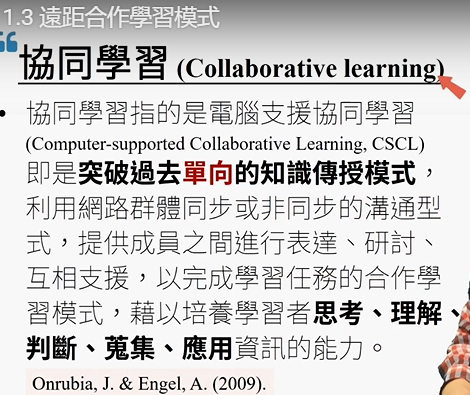 1.3 遠距合作學習模式
協同學習 (Collaborative learning)
• 協同學習指的是電腦支援協同學習
(Computer-supported Collaborative Learning, CSCL)
即是突破過去單向的知識傳授模式，
利用網路群體同步或非同步的溝通型
式，提供成員之間進行表達、研討、
互相支援，以完成學習任務的合作學
習模式，藉以培養學習者思考、理解、
判斷、蒐集、應用資訊的能力。
Onrubia, J. & Engel, A. (2009).